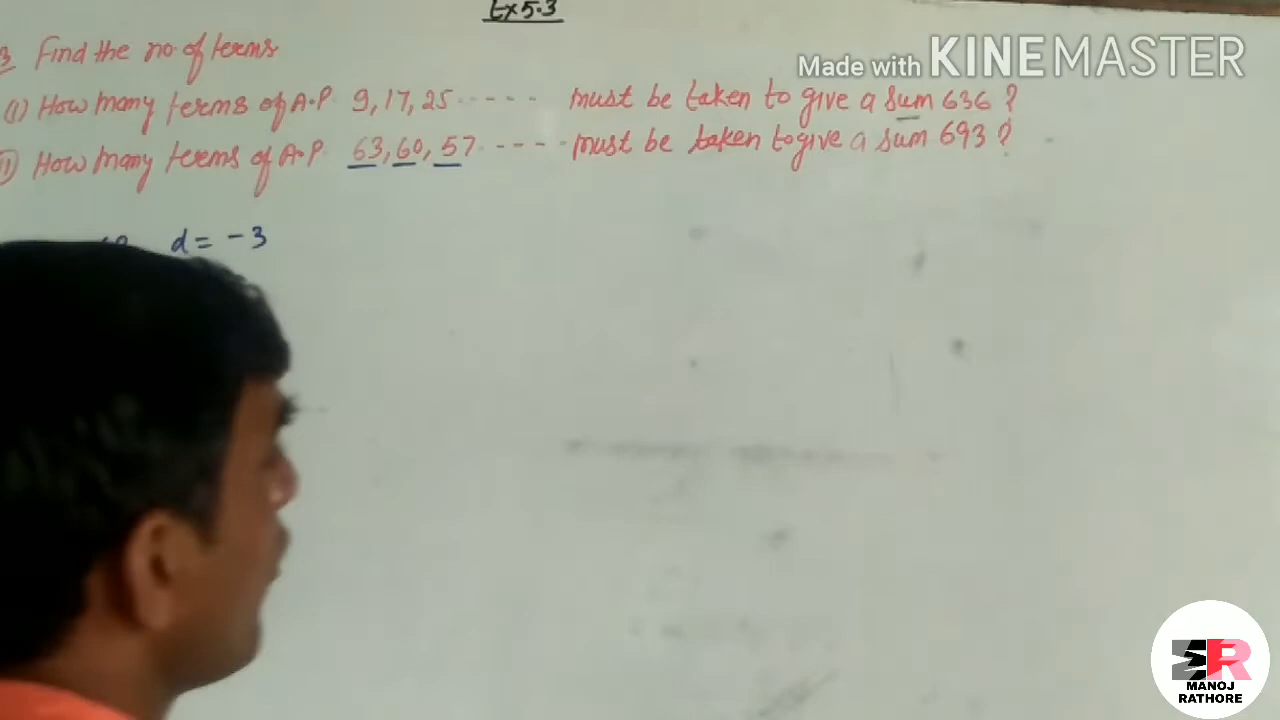 Ex 5.3
3 Find the no. of terms
Made with KINEMASTER
(i) How many terms of A.P. 9, 17, 25 ----- must be taken to give a sum 636 ?
ii) How many terms of A.P. 63, 60, 57 ----- must be taken to give a sum 693 ?
d = -3
3R
MANOJ
RATHORE